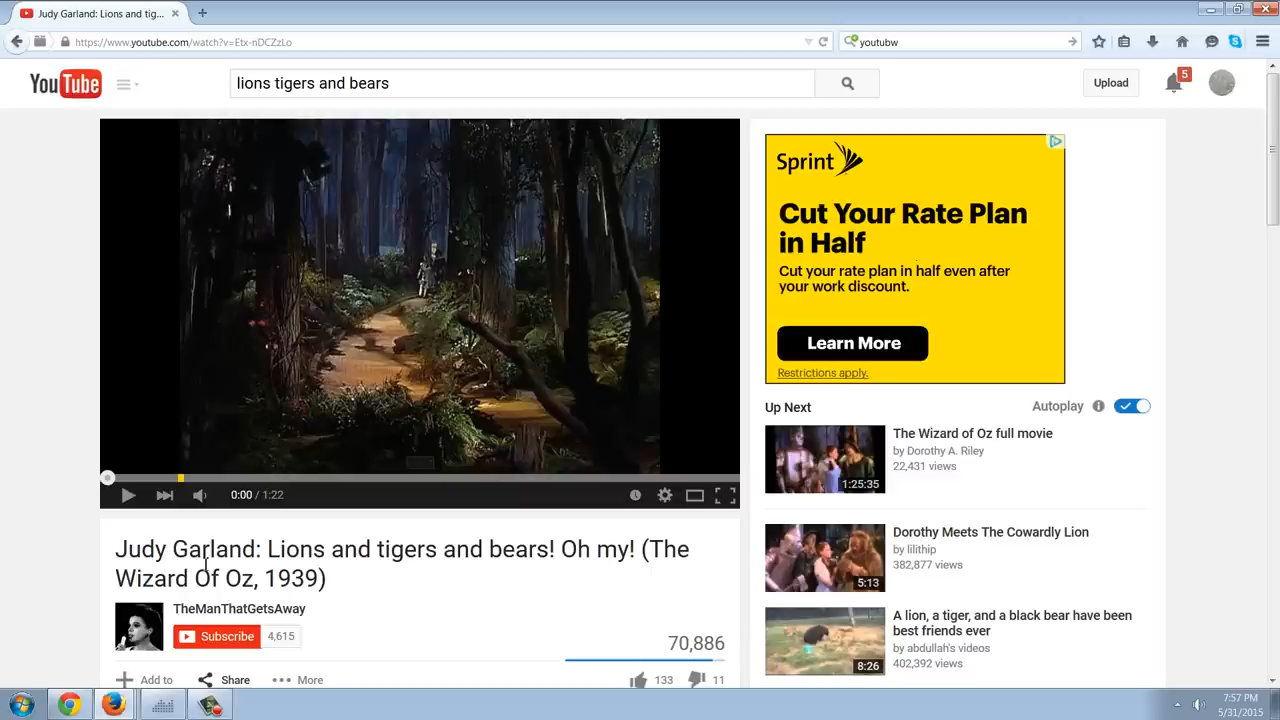 Judy Garland: Lions and tig...
https://www.youtube.com/watch?v=Etx-nDCZzLo
youtubw
YouTube
lions tigers and bears
Upload
5
Sprint
Cut Your Rate Plan
in Half
Cut your rate plan in half even after
your work discount.
Learn More
Restrictions apply.
Up Next
Autoplay
The Wizard of Oz full movie
by Dorothy A. Riley
22,431 views
1:25:35
Dorothy Meets The Cowardly Lion
by lilithip
382,877 views
5:13
A lion, a tiger, and a black bear have been
best friends ever
by abdullah's videos
402,392 views
8:26
0:00 / 1:22
Judy Garland: Lions and tigers and bears! Oh my! (The
Wizard Of Oz, 1939)
TheManThatGetsAway
Subscribe 4,615
70,886
Add to Share More
133 11
7:57 PM
5/31/2015